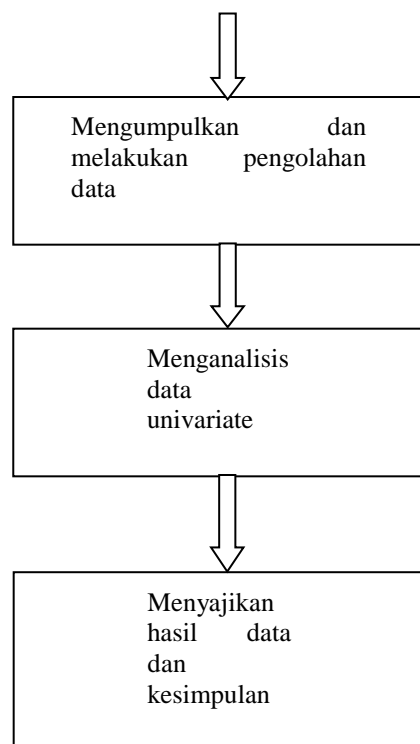 Mengumpulkan dan
melakukan pengolahan
data
Menganalisis
data
univariate
Menyajikan
hasil data
dan
kesimpulan